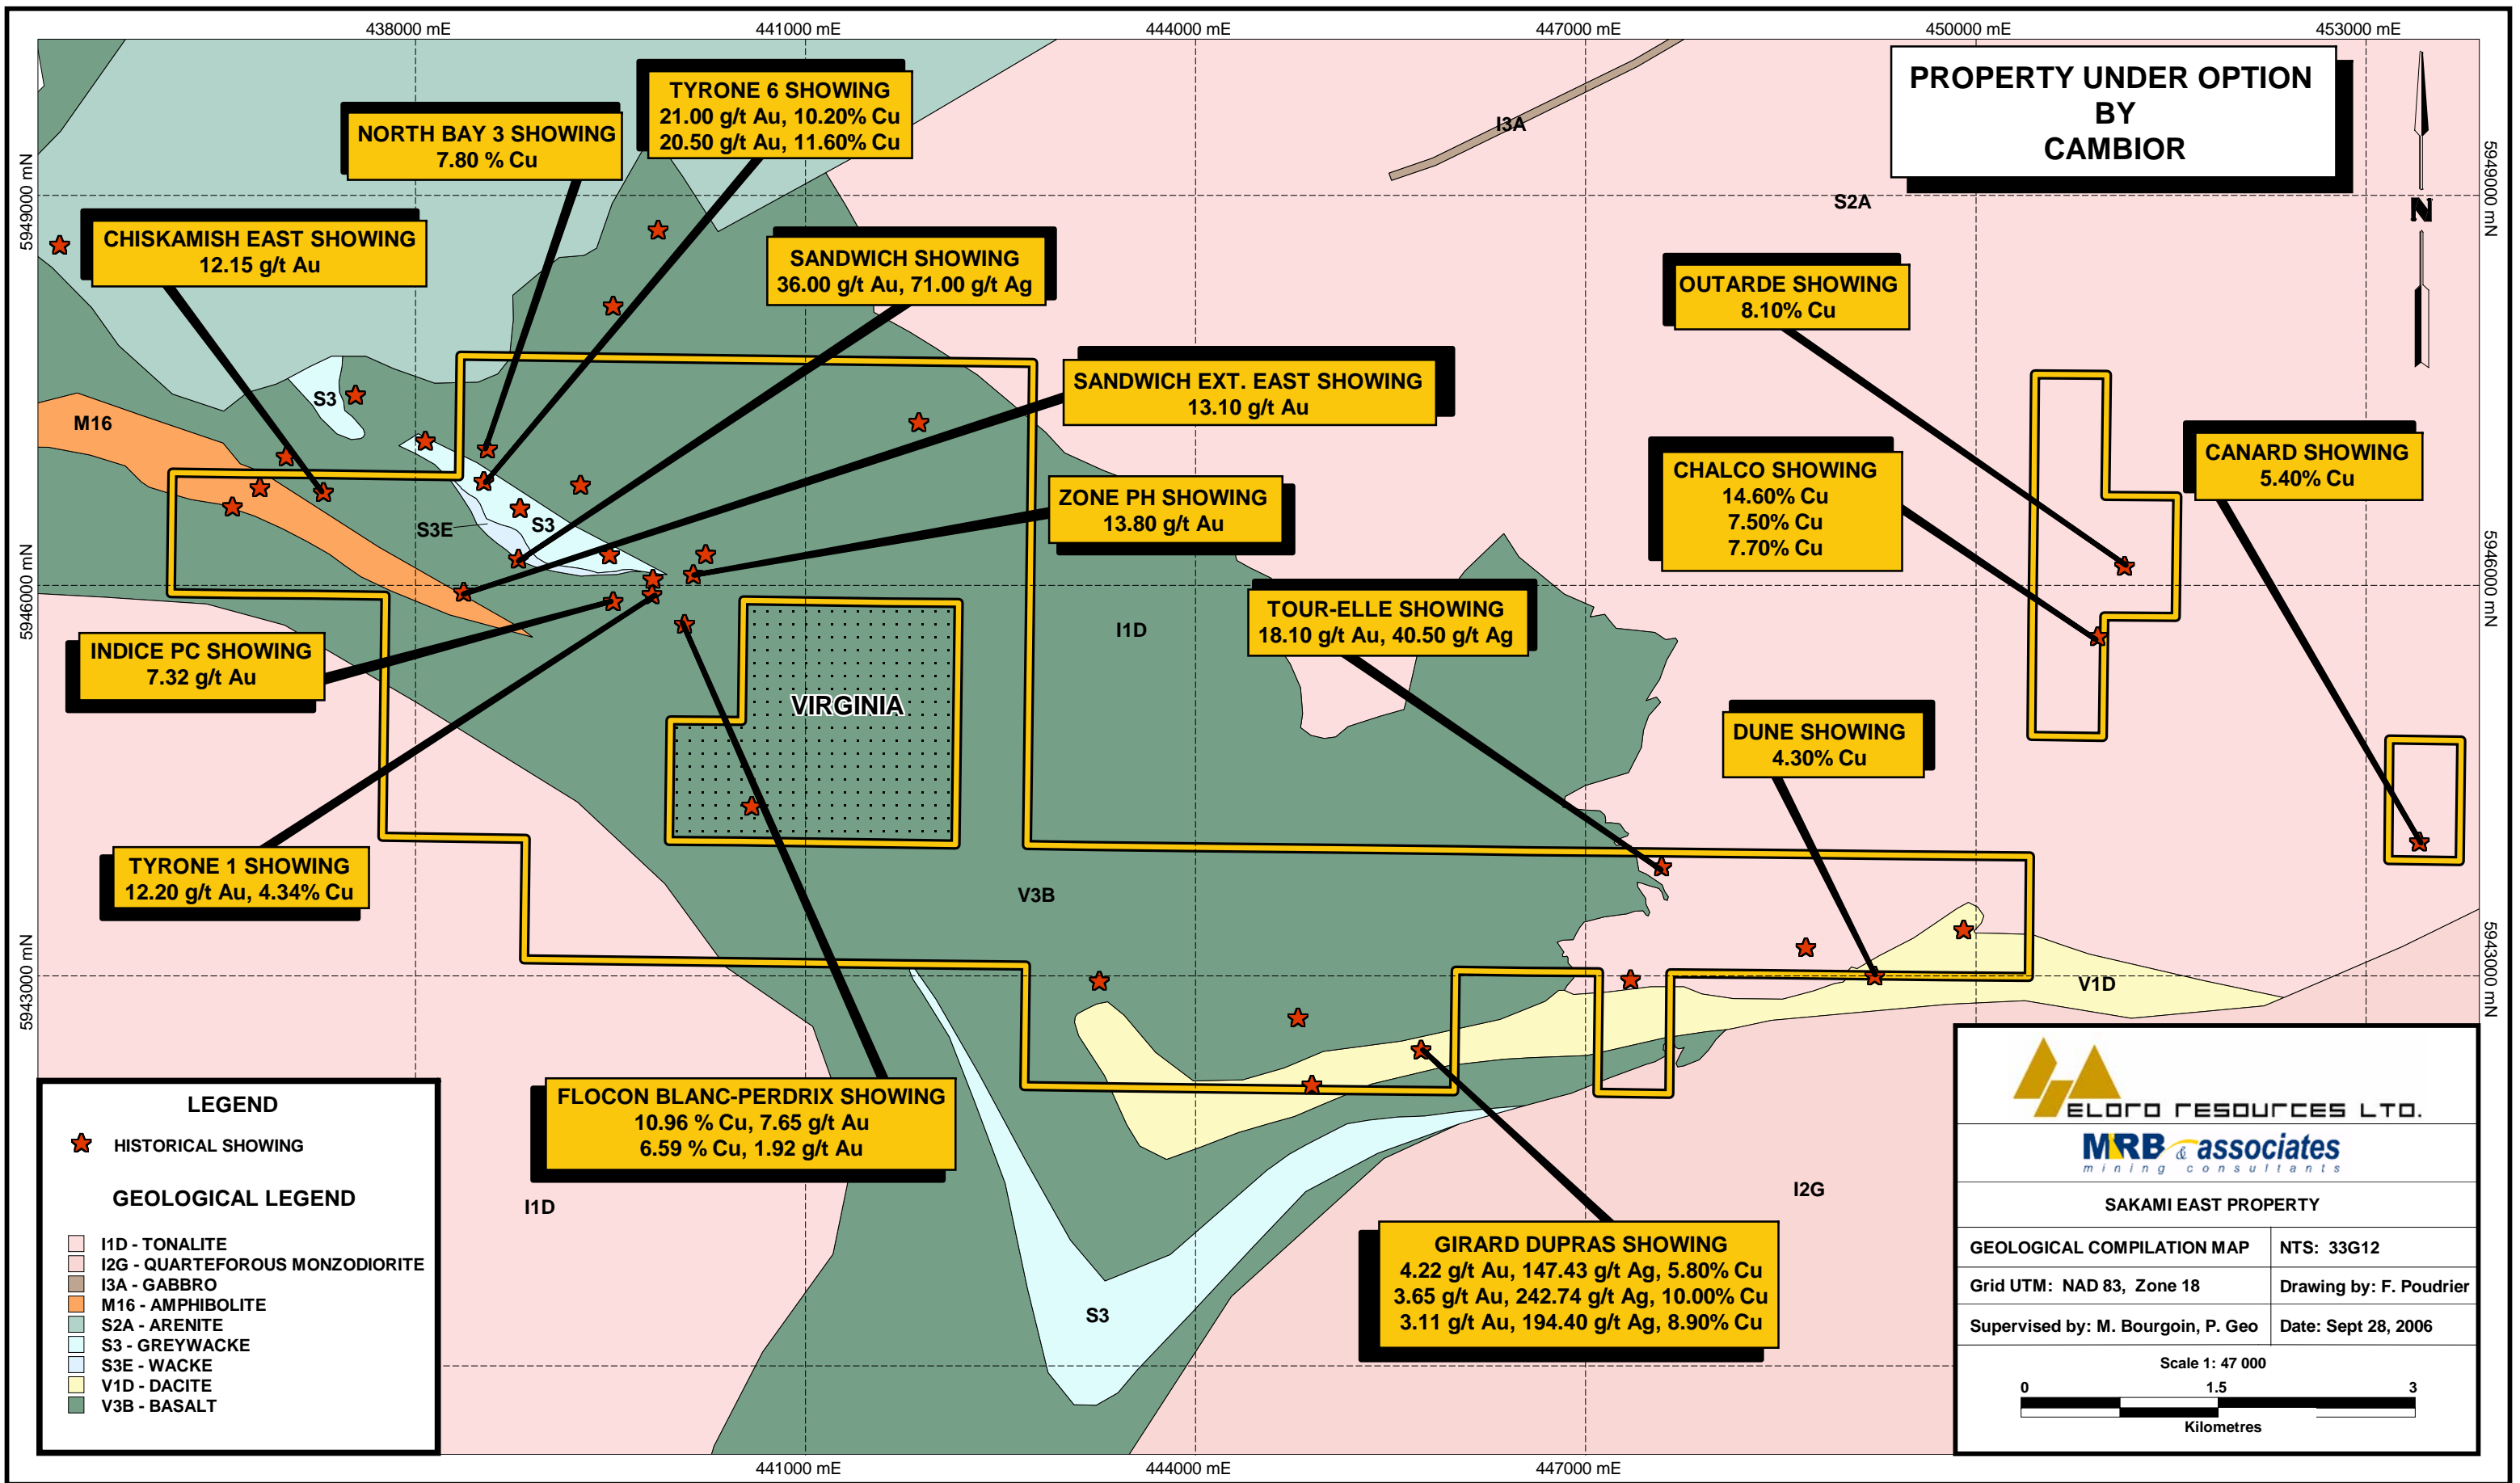 438000 mE
441000 mE
444000 mE
447000 mE
450000 mE
453000 mE
PROPERTY UNDER OPTION
BY
CAMBIOR
TYRONE 6 SHOWING
21.00 g/t Au, 10.20% Cu
20.50 g/t Au, 11.60% Cu
NORTH BAY 3 SHOWING
7.80 % Cu
I3A
S2A
N
5949000 mN
5949000 mN
CHISKAMISH EAST SHOWING
12.15 g/t Au
SANDWICH SHOWING
36.00 g/t Au, 71.00 g/t Ag
OUTARDE SHOWING
8.10% Cu
SANDWICH EXT. EAST SHOWING
13.10 g/t Au
S3
M16
CANARD SHOWING
5.40% Cu
CHALCO SHOWING
14.60% Cu
7.50% Cu
7.70% Cu
ZONE PH SHOWING
13.80 g/t Au
S3E
S3
5946000 mN
5946000 mN
TOUR-ELLE SHOWING
18.10 g/t Au, 40.50 g/t Ag
I1D
INDICE PC SHOWING
7.32 g/t Au
VIRGINIA
DUNE SHOWING
4.30% Cu
TYRONE 1 SHOWING
12.20 g/t Au, 4.34% Cu
V3B
5943000 mN
5943000 mN
V1D
FLOCON BLANC-PERDRIX SHOWING
10.96 % Cu, 7.65 g/t Au
6.59 % Cu, 1.92 g/t Au
I1D
I2G
GIRARD DUPRAS SHOWING
4.22 g/t Au, 147.43 g/t Ag, 5.80% Cu
3.65 g/t Au, 242.74 g/t Ag, 10.00% Cu
3.11 g/t Au, 194.40 g/t Ag, 8.90% Cu
S3
LEGEND
HISTORICAL SHOWING
GEOLOGICAL LEGEND
I1D - TONALITE
I2G - QUARTEFOROUS MONZODIORITE
I3A - GABBRO
M16 - AMPHIBOLITE
S2A - ARENITE
S3 - GREYWACKE
S3E - WACKE
V1D - DACITE
V3B - BASALT
ELORO RESOURCES LTD.
MRB & associates
mining consultants
SAKAMI EAST PROPERTY
GEOLOGICAL COMPILATION MAP
NTS: 33G12
Grid UTM: NAD 83, Zone 18
Drawing by: F. Poudrier
Supervised by: M. Bourgoin, P. Geo
Date: Sept 28, 2006
Scale 1: 47 000
0 1.5 3
Kilometres
441000 mE
444000 mE
447000 mE